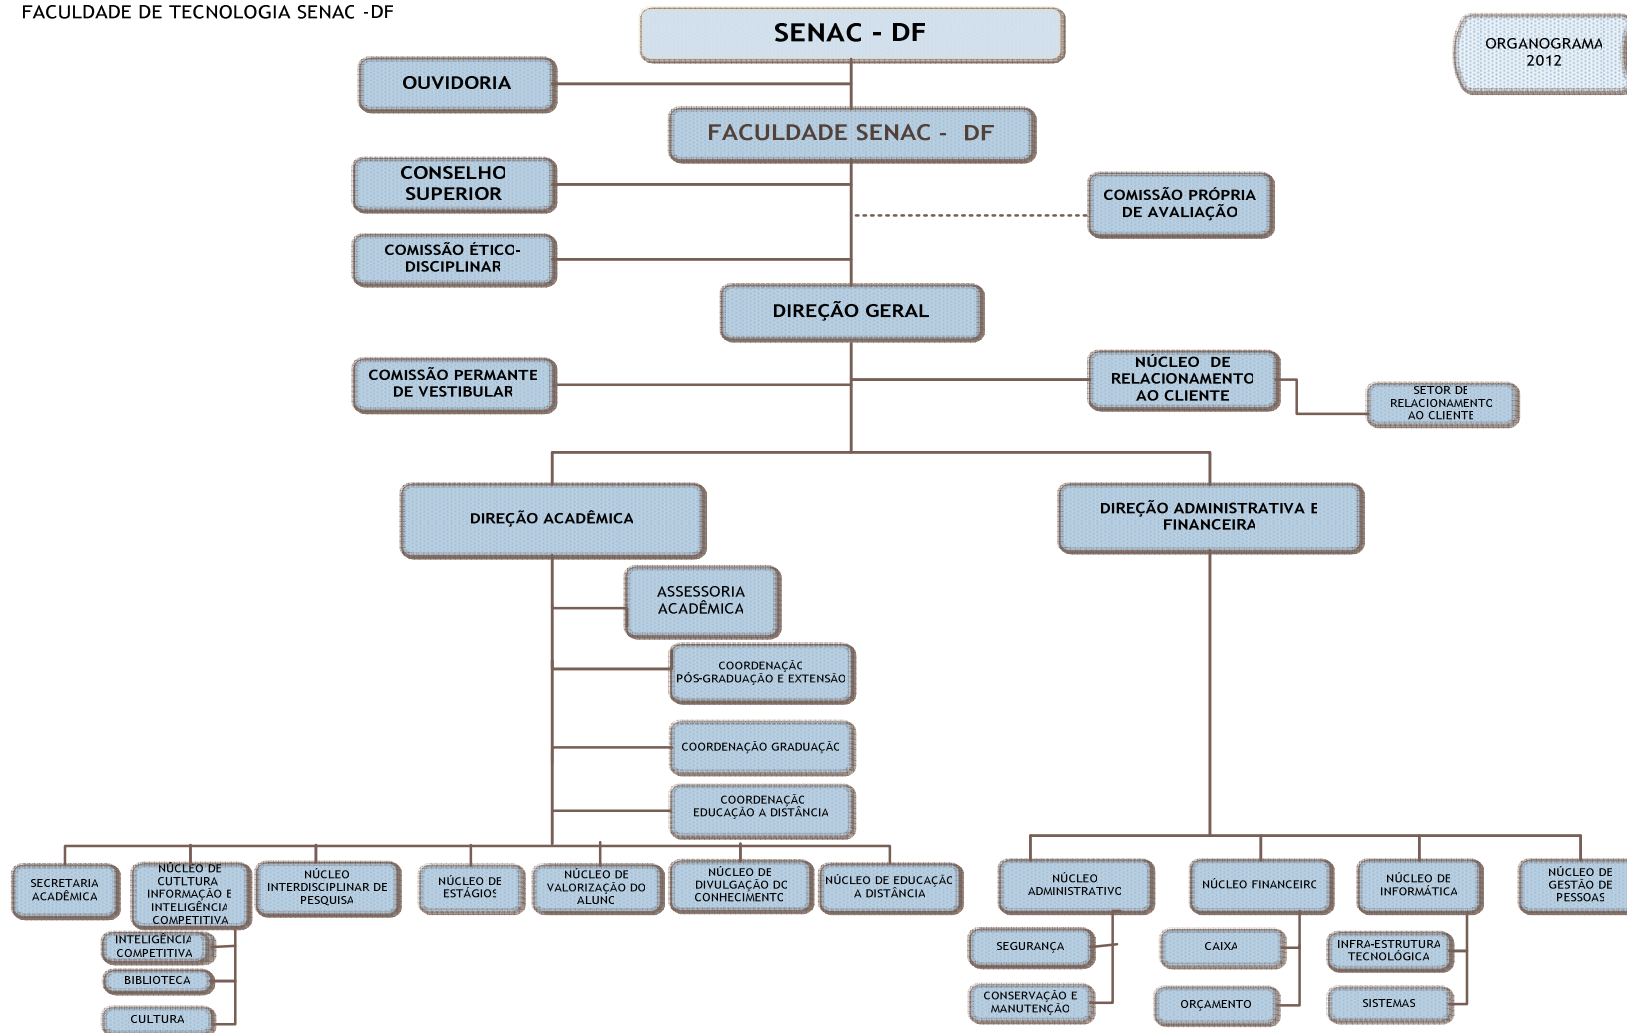 FACULDADE DE TECNOLOGIA SENAC -DF
SENAC - DF
ORGANOGRAMA
2012
OUVIDORIA
FACULDADE SENAC - DF
CONSELHO
SUPERIOR
COMISSÃO PRÓPRIA
DE AVALIAÇÃO
COMISSÃO ÉTICO-
DISCIPLINAR
DIREÇÃO GERAL
COMISSÃO PERMANTE
DE VESTIBULAR
NÚCLEO DE
RELACIONAMENTO
AO CLIENTE
SETOR DE
RELACIONAMENTO
AO CLIENTE
DIREÇÃO ACADÊMICA
DIREÇÃO ADMINISTRATIVA E
FINANCEIRA
ASSESSORIA
ACADÊMICA
COORDENAÇÃO
PÓS-GRADUAÇÃO E EXTENSÃO
COORDENAÇÃO GRADUAÇÃO
COORDENAÇÃO
EDUCAÇÃO A DISTÂNCIA
SECRETARIA
ACADÊMICA
NÚCLEO DE
CUTLTURA
INFORMAÇÃO E
INTELIGÊNCIA
COMPETITIVA
NÚCLEO
INTERDISCIPLINAR DE
PESQUISA
NÚCLEO DE
ESTÁGIOS
NÚCLEO DE
VALORIZAÇÃO DO
ALUNO
NÚCLEO DE
DIVULGAÇÃO DO
CONHECIMENTO
NÚCLEO DE EDUCAÇÃO
A DISTÂNCIA
NÚCLEO
ADMINISTRATIVO
NÚCLEO FINANCEIRO
NÚCLEO DE
INFORMÁTICA
NÚCLEO DE
GESTÃO DE
PESSOAS
INTELIGÊNCIA
COMPETITIVA
BIBLIOTECA
CULTURA
SEGURANÇA
CONSERVAÇÃO E
MANUTENÇÃO
CAIXA
ORÇAMENTO
INFRA-ESTRUTURA
TECNOLÓGICA
SISTEMAS